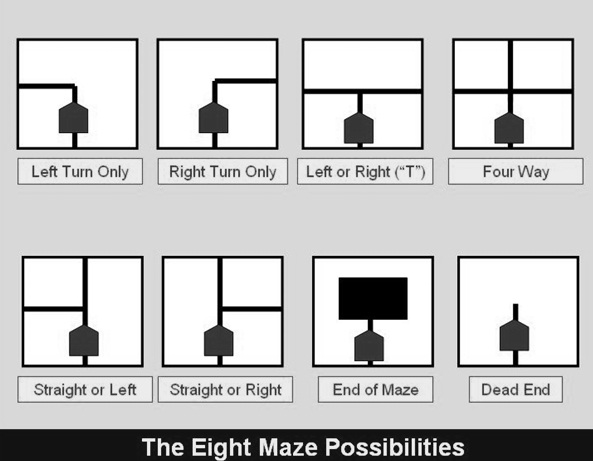 Left Turn Only
Right Turn Only
Left or Right (“T”)
Four Way
Straight or Left
Straight or Right
End of Maze
Dead End
The Eight Maze Possibilities